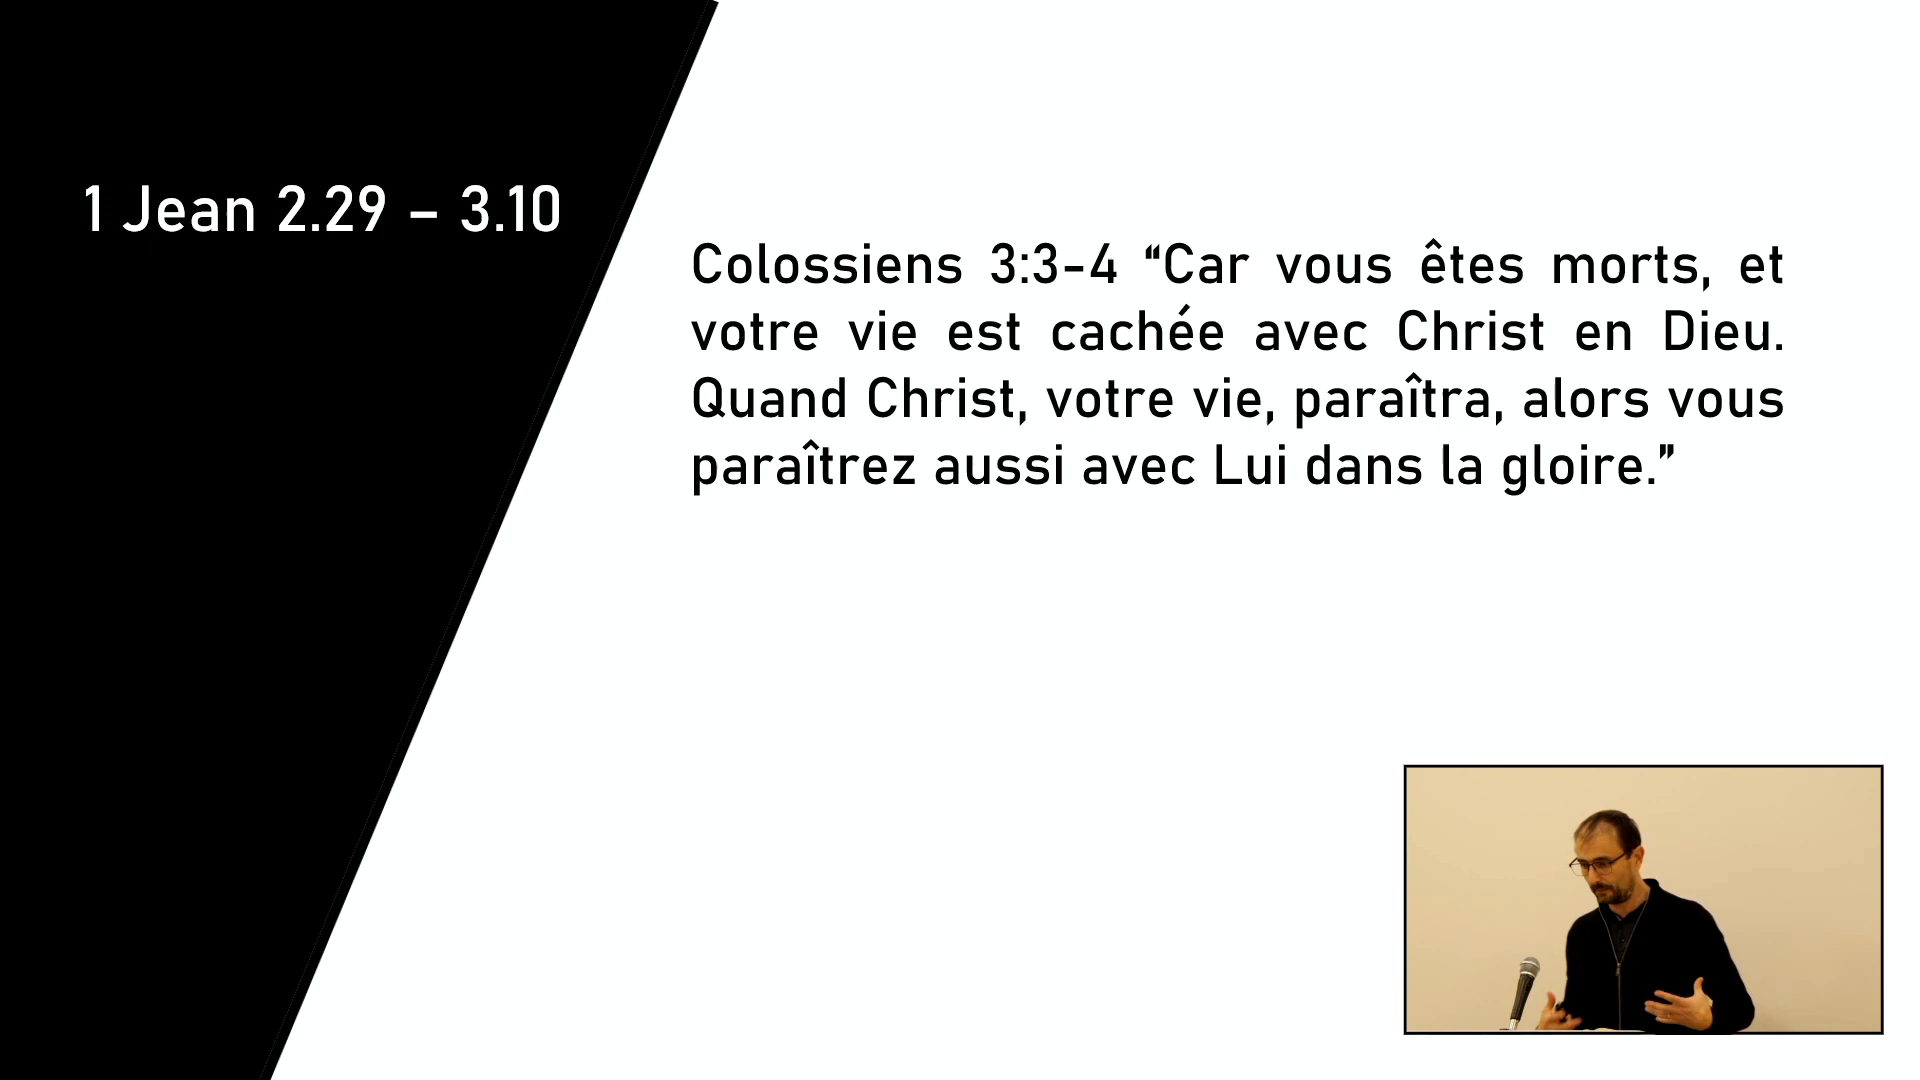 1 Jean 2.29 – 3.10
Colossiens 3:3-4 “Car vous êtes morts, et
votre vie est cachée avec Christ en Dieu.
Quand Christ, votre vie, paraîtra, alors vous
paraîtrez aussi avec Lui dans la gloire.”